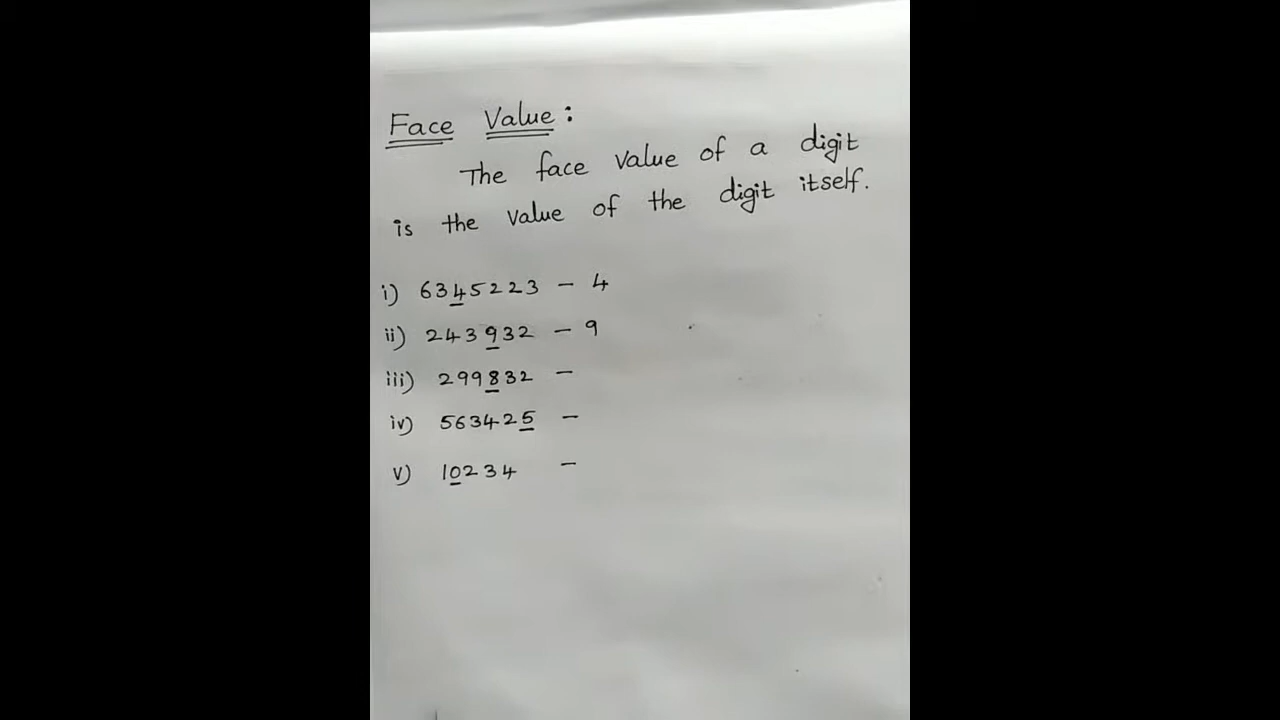 Face Value:
The face value of a digit
is the value of the digit itself.
i) 6345223 - 4
ii) 243932 - 9
iii) 299832 -
iv) 563425 -
v) 10234 -